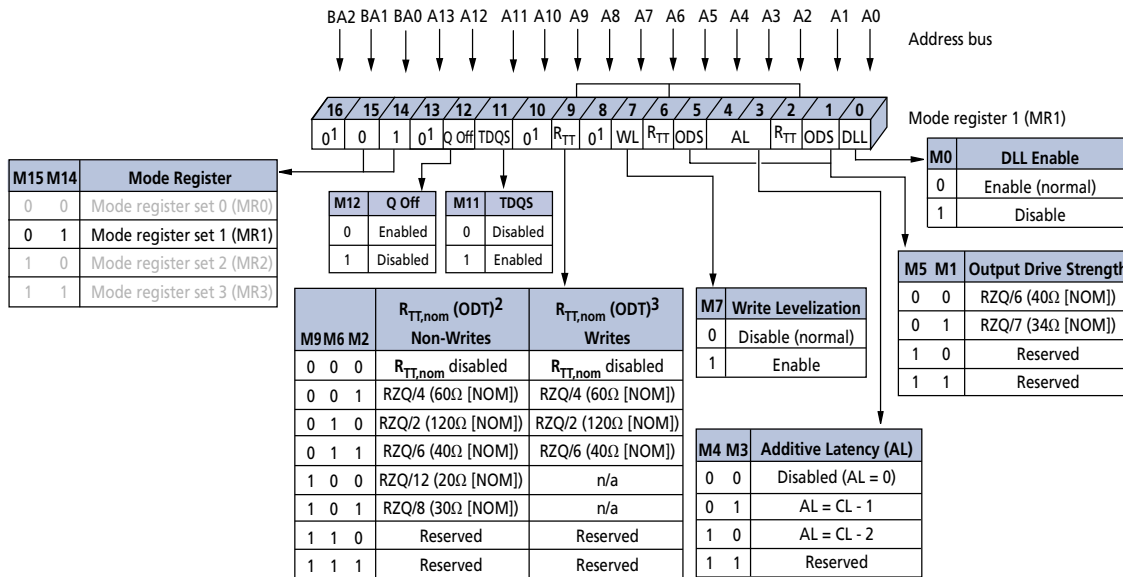 BA2 BA1 BA0 A13 A12 A11 A10 A9 A8 A7 A6 A5 A4 A3 A2 A1 A0
Address bus
16 15 14 13 12 11 10 9 8 7 6 5 4 3 2 1 0
01 0 1 01 Q Off TDQS 01 RTT 01 WL RTT ODS AL RTT ODS DLL
Mode register 1 (MR1)
M15 M14 Mode Register
0 0 Mode register set 0 (MR0)
0 1 Mode register set 1 (MR1)
1 0 Mode register set 2 (MR2)
1 1 Mode register set 3 (MR3)
M12 Q Off
0 Enabled
1 Disabled
M11 TDQS
0 Disabled
1 Enabled
M0 DLL Enable
0 Enable (normal)
1 Disable
M5 M1 Output Drive Strength
0 0 RZQ/6 (40Ω [NOM])
0 1 RZQ/7 (34Ω [NOM])
1 0 Reserved
1 1 Reserved
M9 M6 M2 RTT,nom (ODT)2 Non-Writes RTT,nom (ODT)3 Writes
0 0 0 RTT,nom disabled RTT,nom disabled
0 0 1 RZQ/4 (60Ω [NOM]) RZQ/4 (60Ω [NOM])
0 1 0 RZQ/2 (120Ω [NOM]) RZQ/2 (120Ω [NOM])
0 1 1 RZQ/6 (40Ω [NOM]) RZQ/6 (40Ω [NOM])
1 0 0 RZQ/12 (20Ω [NOM]) n/a
1 0 1 RZQ/8 (30Ω [NOM]) n/a
1 1 0 Reserved Reserved
1 1 1 Reserved Reserved
M7 Write Levelization
0 Disable (normal)
1 Enable
M4 M3 Additive Latency (AL)
0 0 Disabled (AL = 0)
0 1 AL = CL - 1
1 0 AL = CL - 2
1 1 Reserved